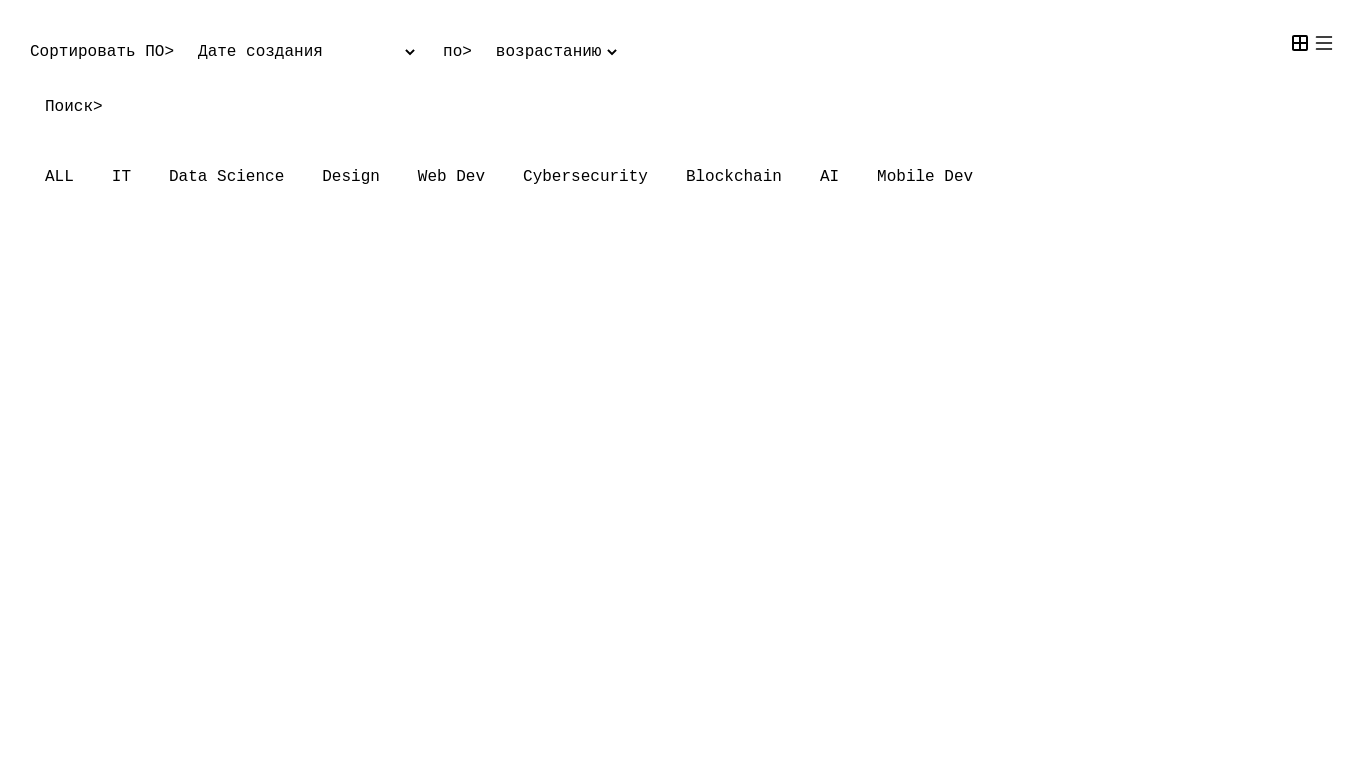 Сортировать ПО> Дате создания по> возрастанию
Поиск>
ALL IT Data Science Design Web Dev Cybersecurity Blockchain AI Mobile Dev